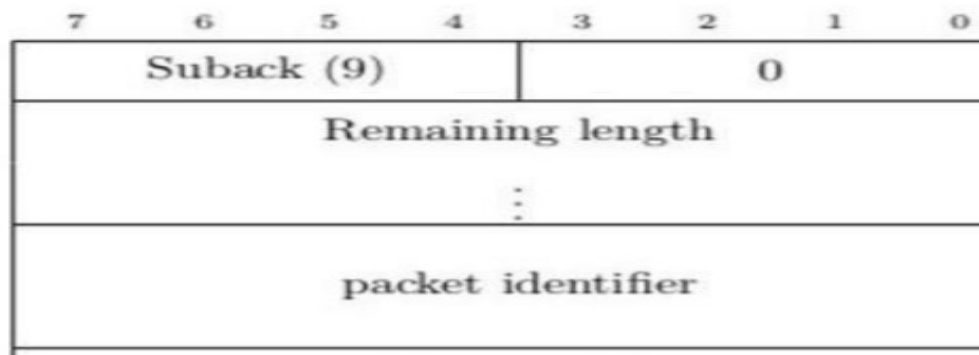 7 6 5 4 3 2 1 0
Suback (9) 0
Remaining length
⋮
packet identifier